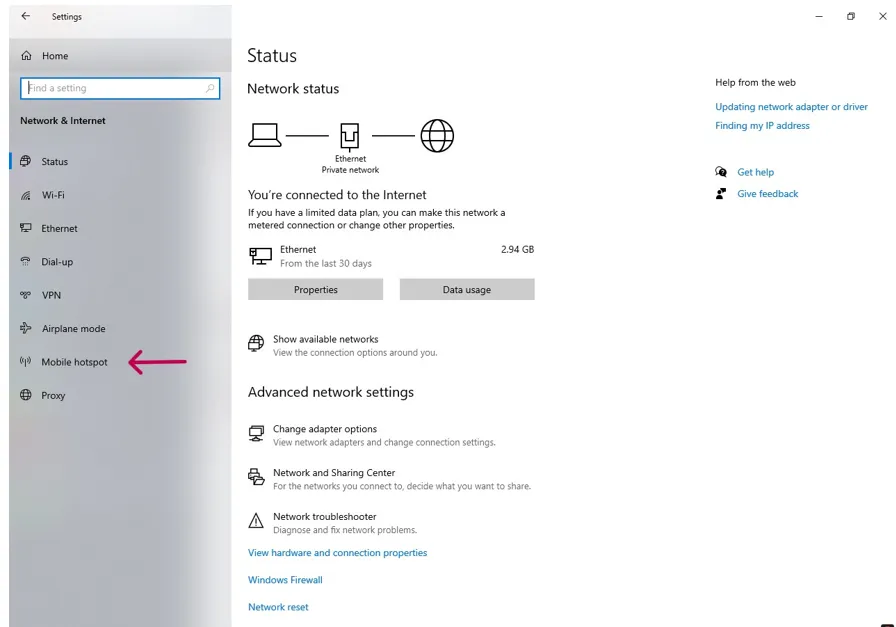 Settings
Home
Find a setting
Network & Internet
Status
Wi-Fi
Ethernet
Dial-up
VPN
Airplane mode
Mobile hotspot
Proxy
Status
Network status
Ethernet
Private network
You're connected to the Internet
If you have a limited data plan, you can make this network a
metered connection or change other properties.
Ethernet 2.94 GB
From the last 30 days
Properties Data usage
Show available networks
View the connection options around you.
Advanced network settings
Change adapter options
View network adapters and change connection settings.
Network and Sharing Center
For the networks you connect to, decide what you want to share.
Network troubleshooter
Diagnose and fix network problems.
View hardware and connection properties
Windows Firewall
Network reset
Help from the web
Updating network adapter or driver
Finding my IP address
Get help
Give feedback